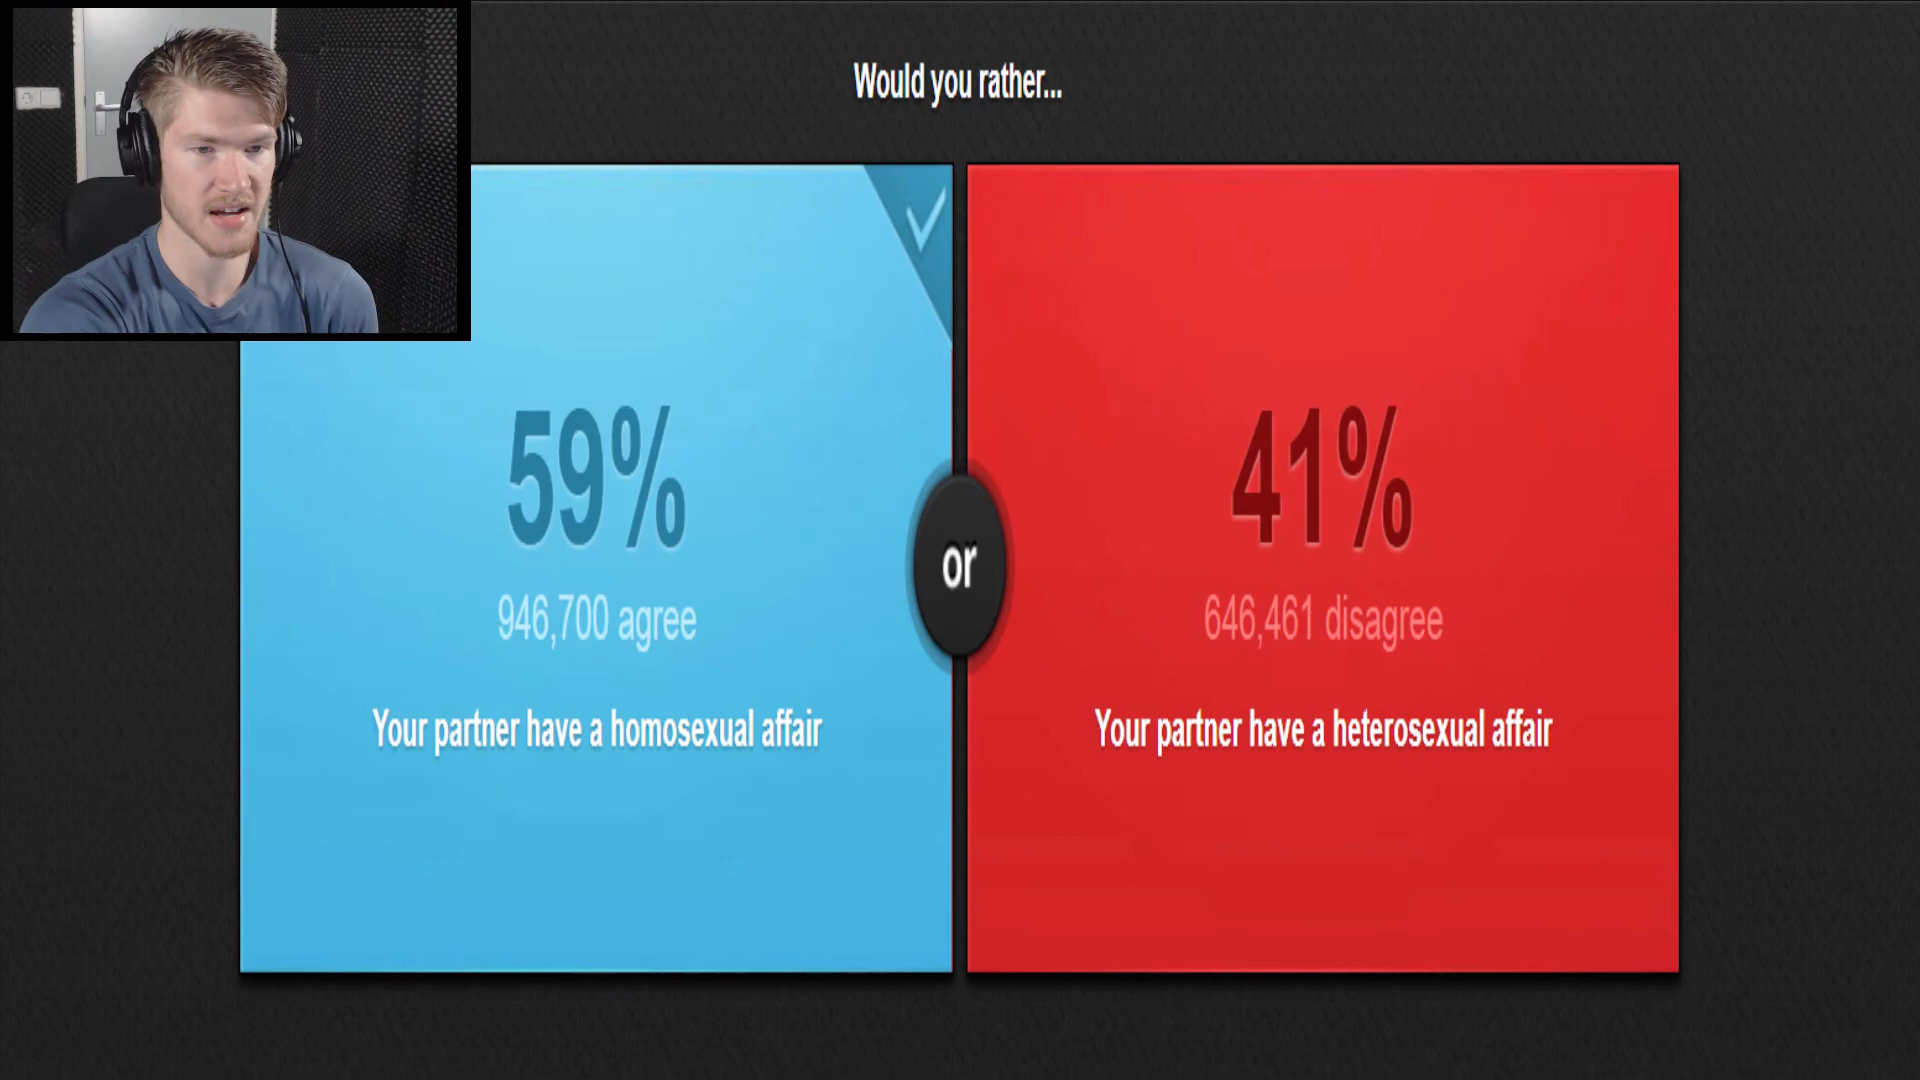 Would you rather...
59%
946,700 agree
Your partner have a homosexual affair
or
41%
646,461 disagree
Your partner have a heterosexual affair